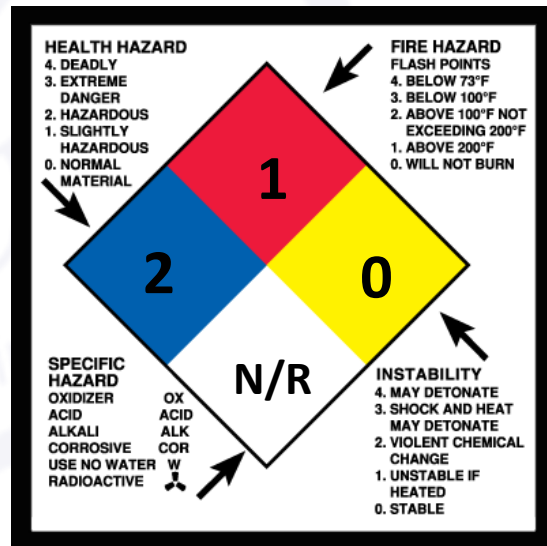 HEALTH HAZARD
4. DEADLY
3. EXTREME
DANGER
2. HAZARDOUS
1. SLIGHTLY
HAZARDOUS
0. NORMAL
MATERIAL
FIRE HAZARD
FLASH POINTS
4. BELOW 73°F
3. BELOW 100°F
2. ABOVE 100°F NOT
EXCEEDING 200°F
1. ABOVE 200°F
0. WILL NOT BURN
1
2
0
N/R
SPECIFIC
HAZARD
OXIDIZER OX
ACID ACID
ALKALI ALK
CORROSIVE COR
USE NO WATER W
RADIOACTIVE
INSTABILITY
4. MAY DETONATE
3. SHOCK AND HEAT
MAY DETONATE
2. VIOLENT CHEMICAL
CHANGE
1. UNSTABLE IF
HEATED
0. STABLE